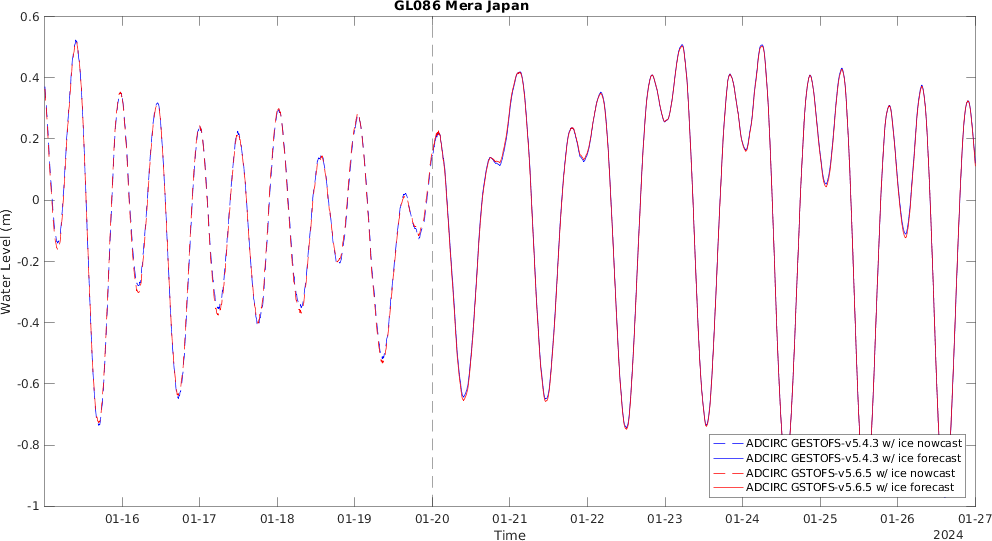 GL086 Mera Japan
0.6
0.4
0.2
0
-0.2
-0.4
-0.6
-0.8
-1
Water Level (m)
ADCIRC GESTOFS-v5.4.3 w/ ice nowcast
ADCIRC GESTOFS-v5.4.3 w/ ice forecast
ADCIRC GSTOFS-v5.6.5 w/ ice nowcast
ADCIRC GSTOFS-v5.6.5 w/ ice forecast
01-16 01-17 01-18 01-19 01-20 01-21 01-22 01-23 01-24 01-25 01-26 01-27
Time
2024